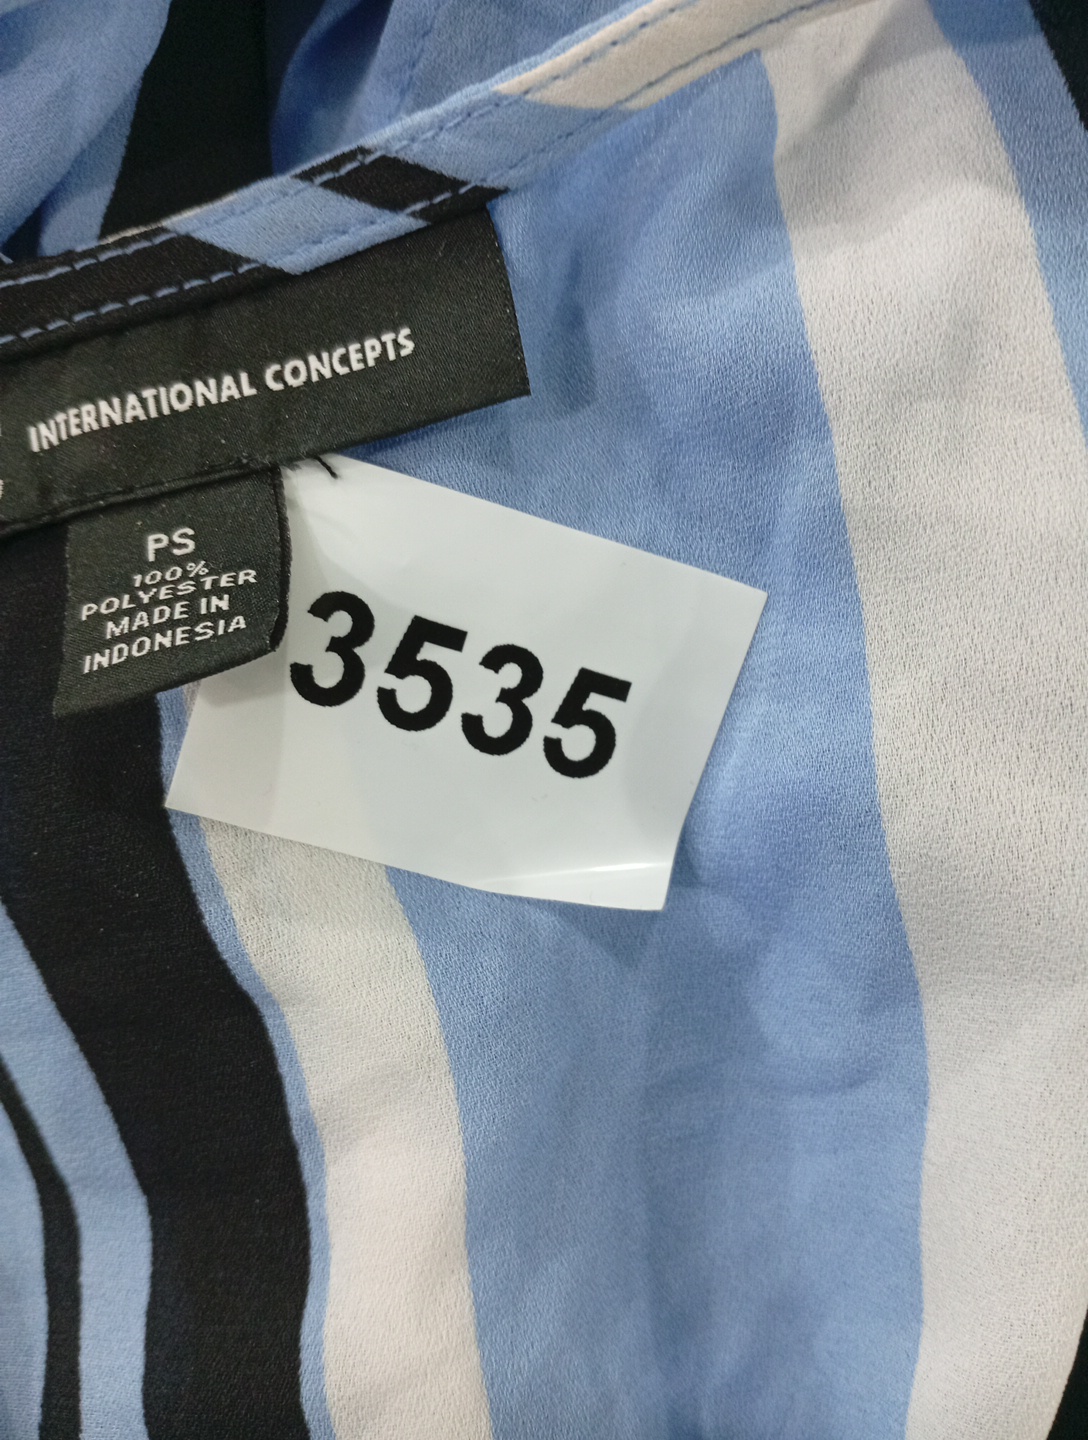 INTERNATIONAL CONCEPTS
PS
100%
POLYESTER
MADE IN
INDONESIA
3535